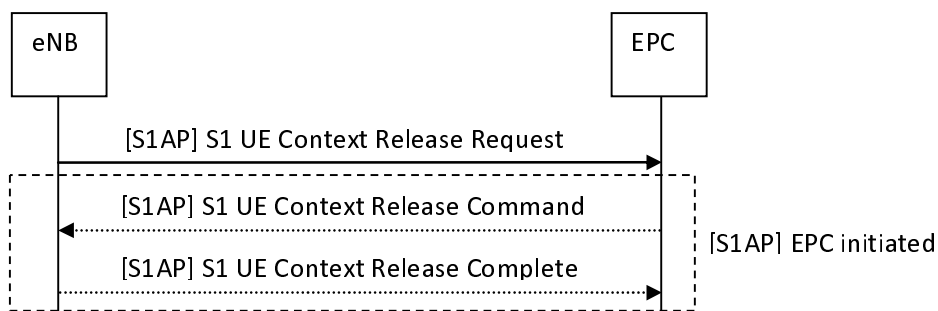 eNB
EPC
[S1AP] S1 UE Context Release Request
[S1AP] S1 UE Context Release Command
[S1AP] EPC initiated
[S1AP] S1 UE Context Release Complete